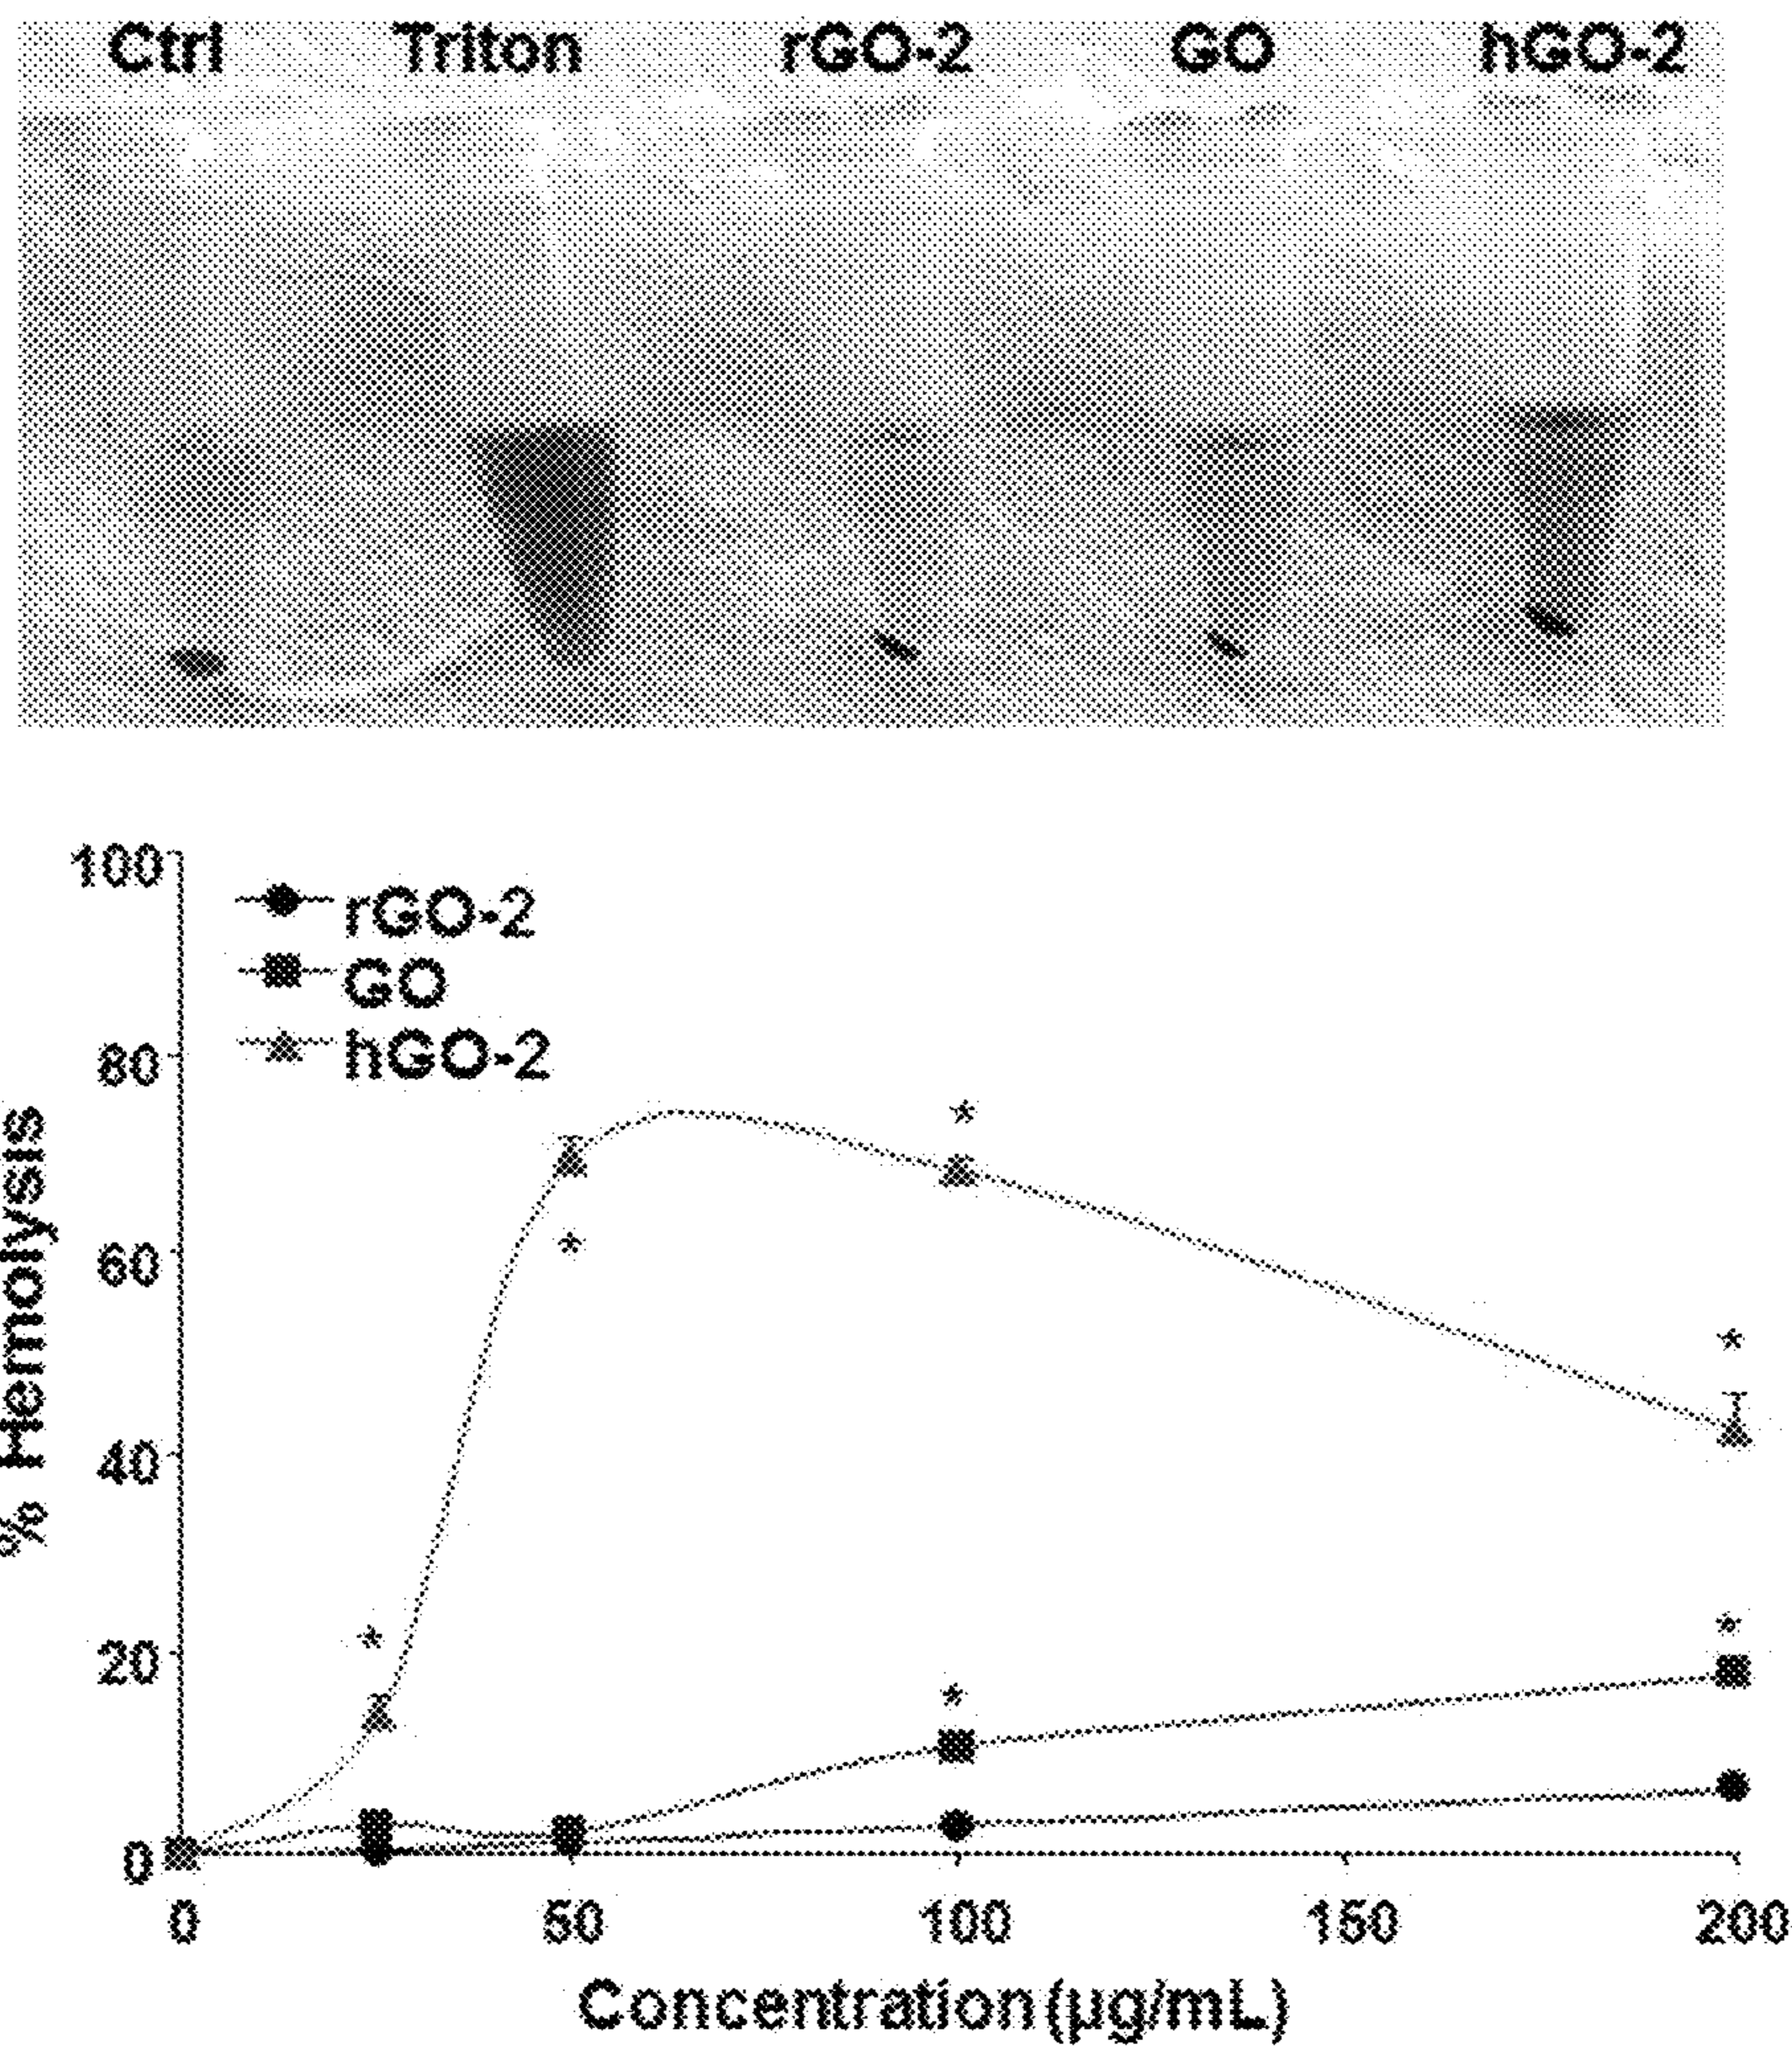 Ctrl Triton rGO-2 GO hGO-2
100
rGO-2
GO
hGO-2
80
60
40
20
0
% Hemolysis
0 50 100 150 200
Concentration (µg/mL)
*
*
*
*
*
*